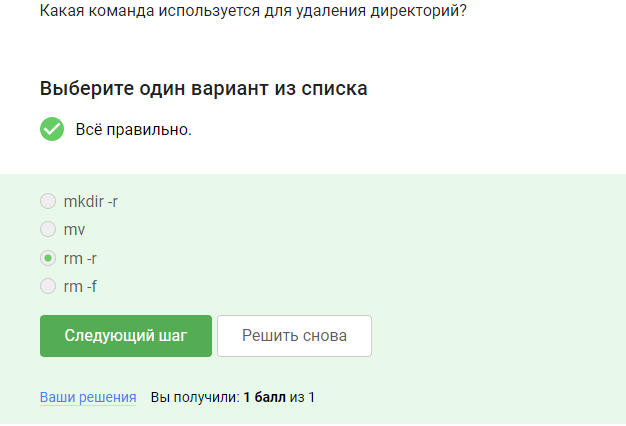 Какая команда используется для удаления директорий?
Выберите один вариант из списка
Всё правильно.
mkdir -r
mv
rm -r
rm -f
Следующий шаг Решить снова
Ваши решения Вы получили: 1 балл из 1